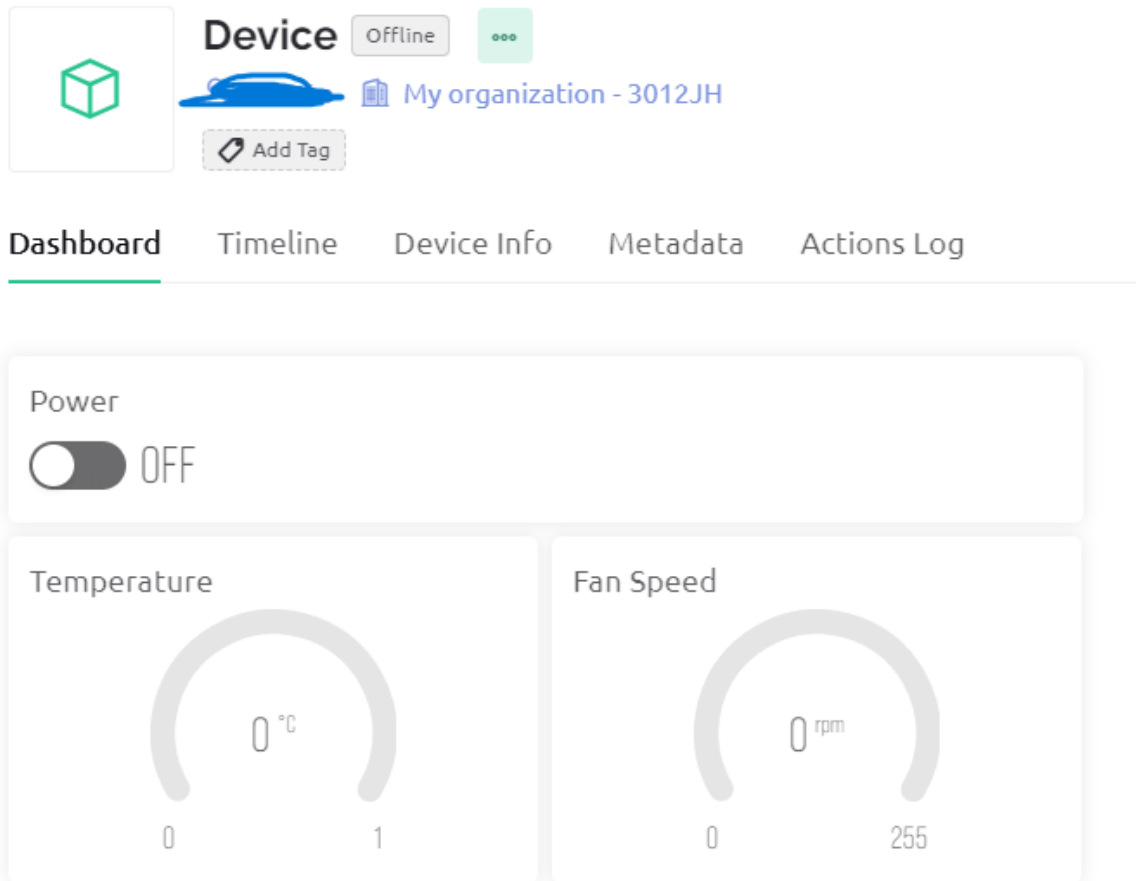 Device Offline
My organization - 3012JH
Add Tag
Dashboard Timeline Device Info Metadata Actions Log
Power
OFF
Temperature Fan Speed
0 °C 0 rpm
0 1 0 255